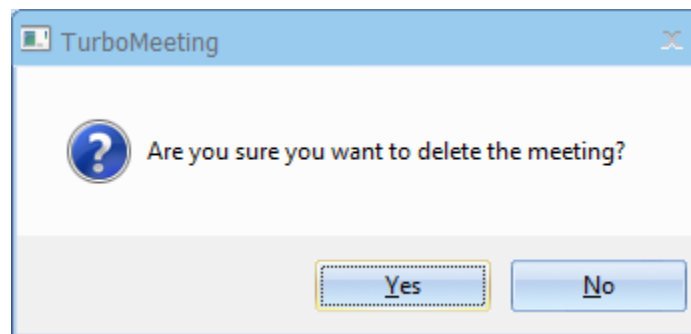 TurboMeeting
Are you sure you want to delete the meeting?
Yes No